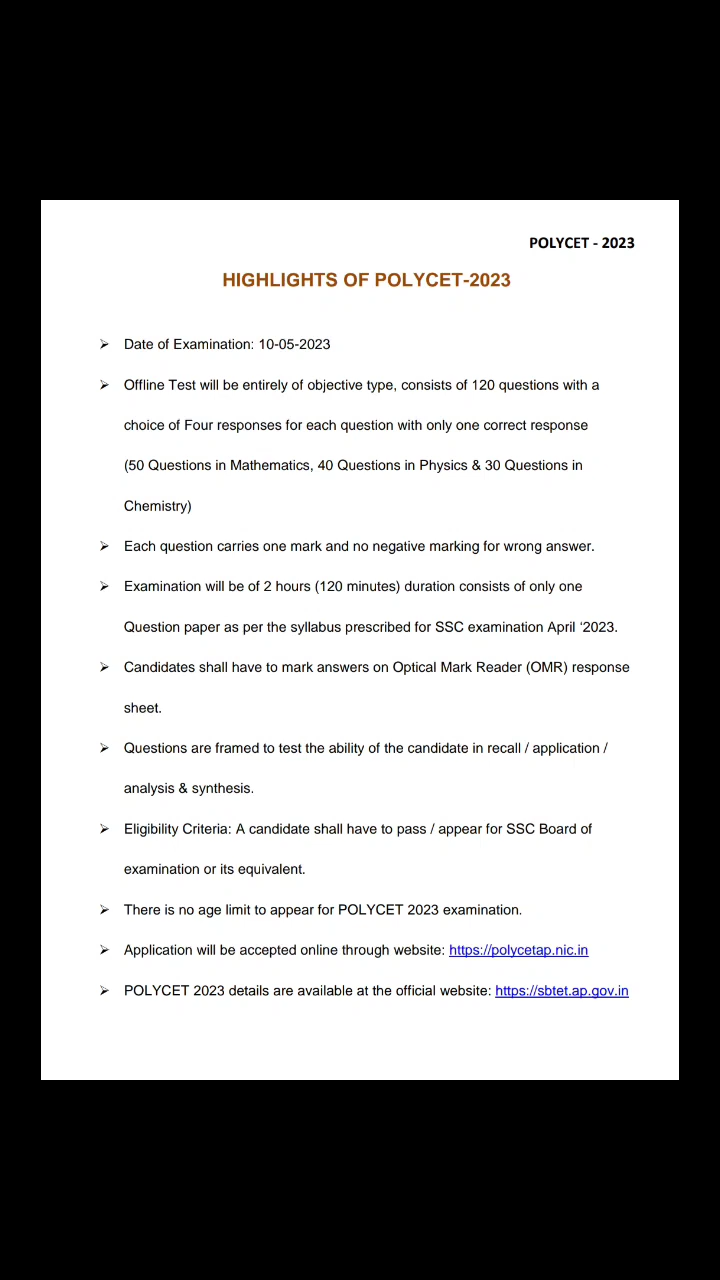 POLYCET - 2023
HIGHLIGHTS OF POLYCET-2023
➢ Date of Examination: 10-05-2023
➢ Offline Test will be entirely of objective type, consists of 120 questions with a
choice of Four responses for each question with only one correct response
(50 Questions in Mathematics, 40 Questions in Physics & 30 Questions in
Chemistry)
➢ Each question carries one mark and no negative marking for wrong answer.
➢ Examination will be of 2 hours (120 minutes) duration consists of only one
Question paper as per the syllabus prescribed for SSC examination April ‘2023.
➢ Candidates shall have to mark answers on Optical Mark Reader (OMR) response
sheet.
➢ Questions are framed to test the ability of the candidate in recall / application /
analysis & synthesis.
➢ Eligibility Criteria: A candidate shall have to pass / appear for SSC Board of
examination or its equivalent.
➢ There is no age limit to appear for POLYCET 2023 examination.
➢ Application will be accepted online through website: https://polycetap.nic.in
➢ POLYCET 2023 details are available at the official website: https://sbtet.ap.gov.in